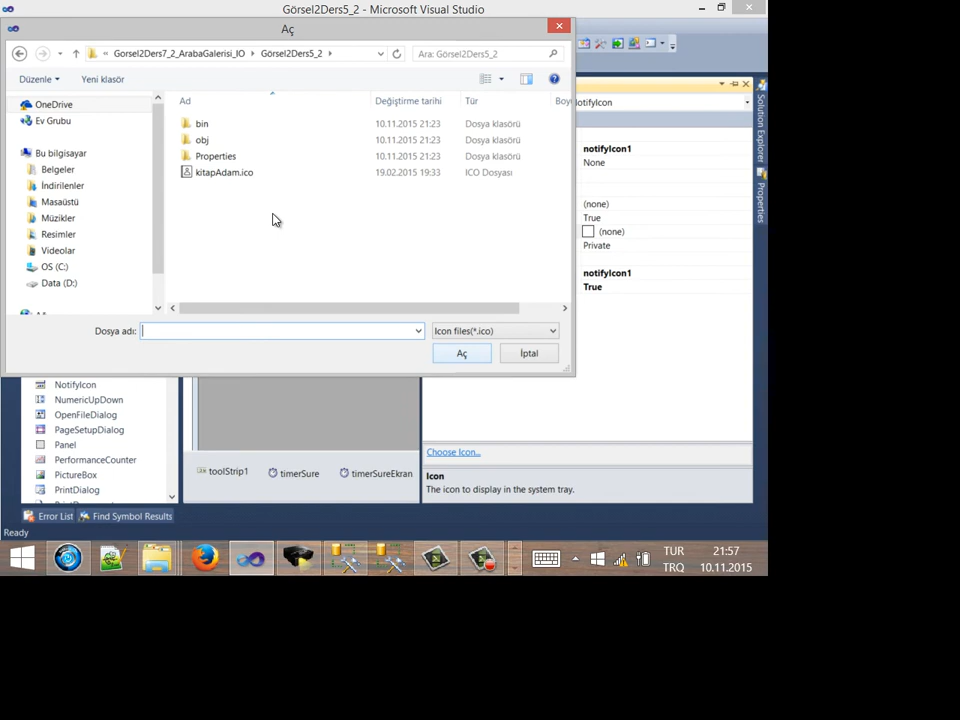 Görsel2Ders5_2 - Microsoft Visual Studio
Aç
« Görsel2Ders7_2_ArabaGalerisi_IO › Görsel2Ders5_2 ›
Ara: Görsel2Ders5_2
Düzenle
Yeni klasör
Ad
Değiştirme tarihi
Tür
OneDrive
Ev Grubu
Bu bilgisayar
Belgeler
İndirilenler
Masaüstü
Müzikler
Resimler
Videolar
OS (C:)
Data (D:)
bin 10.11.2015 21:23 Dosya klasörü
obj 10.11.2015 21:23 Dosya klasörü
Properties 10.11.2015 21:23 Dosya klasörü
kitapAdam.ico 19.02.2015 19:33 ICO Dosyası
Dosya adı:
Icon files(*.ico)
Aç
İptal
notifyIcon1
None
(none)
True
(none)
Private
notifyIcon1
True
Solution Explorer
Properties
NotifyIcon
NumericUpDown
OpenFileDialog
PageSetupDialog
Panel
PerformanceCounter
PictureBox
PrintDialog
toolStrip1
timerSure
timerSureEkran
Choose Icon...
Icon
The icon to display in the system tray.
Error List
Find Symbol Results
Ready
TUR
TRQ
21:57
10.11.2015